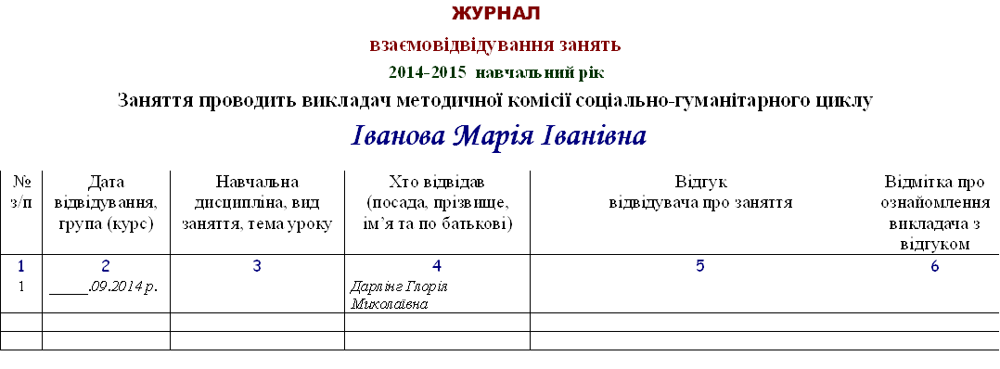 ЖУРНАЛ
взаємовідвідування занять
2014-2015 навчальний рік
Заняття проводить викладач методичної комісії соціально-гуманітарного циклу
Іванова Марія Іванівна
№ з/п
Дата відвідування, група (курс)
Навчальна дисципліна, вид заняття, тема уроку
Хто відвідав (посада, прізвище, ім’я та по батькові)
Відгук відвідувача про заняття
Відмітка про ознайомлення викладача з відгуком
1 2 3 4 5 6
1 _____.09.2014 р. Дарлінг Глорія Миколаївна